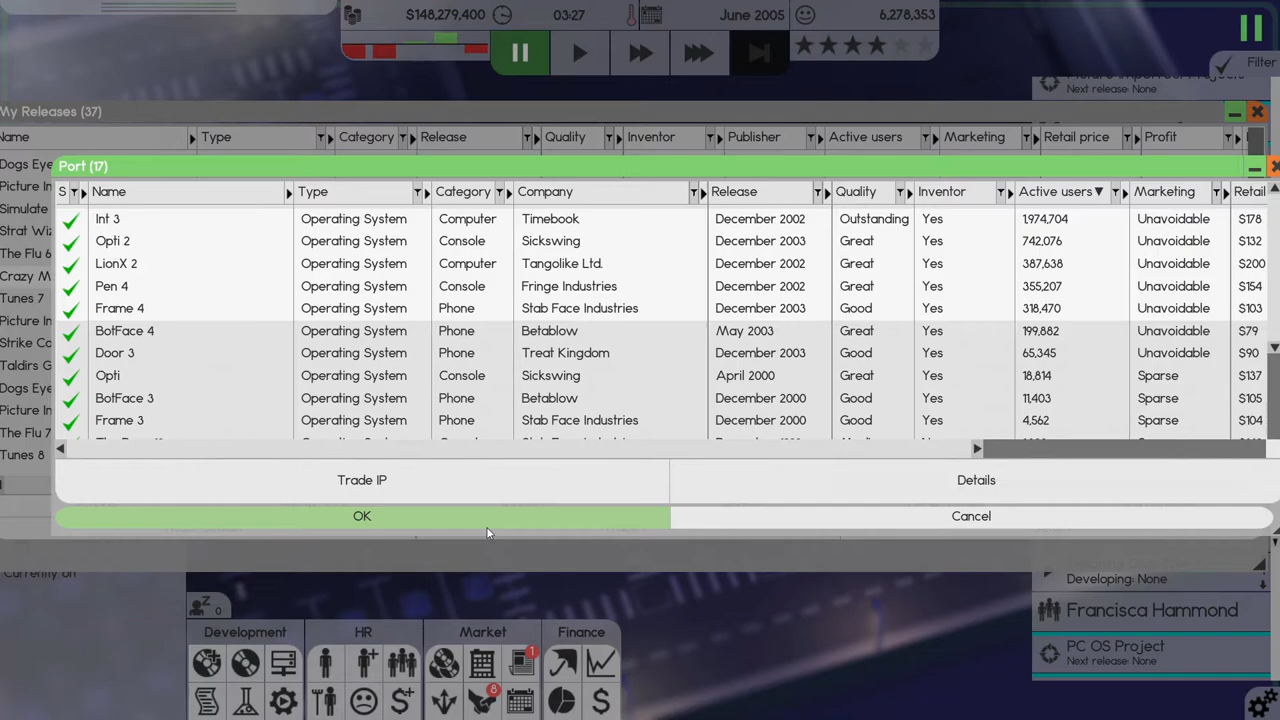 $148,279,400 03:27 June 2005 6,278,353
Filter
Next release: None
My Releases (37)
Name Type Category Release Quality Inventor Publisher Active users Marketing Retail price Profit
Port (17)
S Name Type Category Company Release Quality Inventor Active users▼ Marketing Retail
Int 3 Operating System Computer Timebook December 2002 Outstanding Yes 1,974,704 Unavoidable $178
Opti 2 Operating System Console Sickswing December 2003 Great Yes 742,076 Unavoidable $132
LionX 2 Operating System Computer Tangolike Ltd. December 2002 Great Yes 387,638 Unavoidable $200
Pen 4 Operating System Console Fringe Industries December 2002 Great Yes 355,207 Unavoidable $154
Frame 4 Operating System Phone Stab Face Industries December 2003 Good Yes 318,470 Unavoidable $103
BotFace 4 Operating System Phone Betablow May 2003 Great Yes 199,882 Unavoidable $79
Door 3 Operating System Phone Treat Kingdom December 2003 Good Yes 65,345 Unavoidable $90
Opti Operating System Console Sickswing April 2000 Great Yes 18,814 Sparse $137
BotFace 3 Operating System Phone Betablow December 2000 Good Yes 11,403 Sparse $105
Frame 3 Operating System Phone Stab Face Industries December 2000 Good Yes 4,562 Sparse $104
Dogs Eye
Picture In
Simulate
Strat Wiz
The Flu 6
Crazy M
Tunes 7
Picture In
Strike Co
Taldirs G
Dogs Eye
Picture In
The Flu 7
Tunes 8
Trade IP Details
OK Cancel
Currently on
Developing: None
Francisca Hammond
PC OS Project
Next release: None
Z 0
Development HR Market Finance
1
8